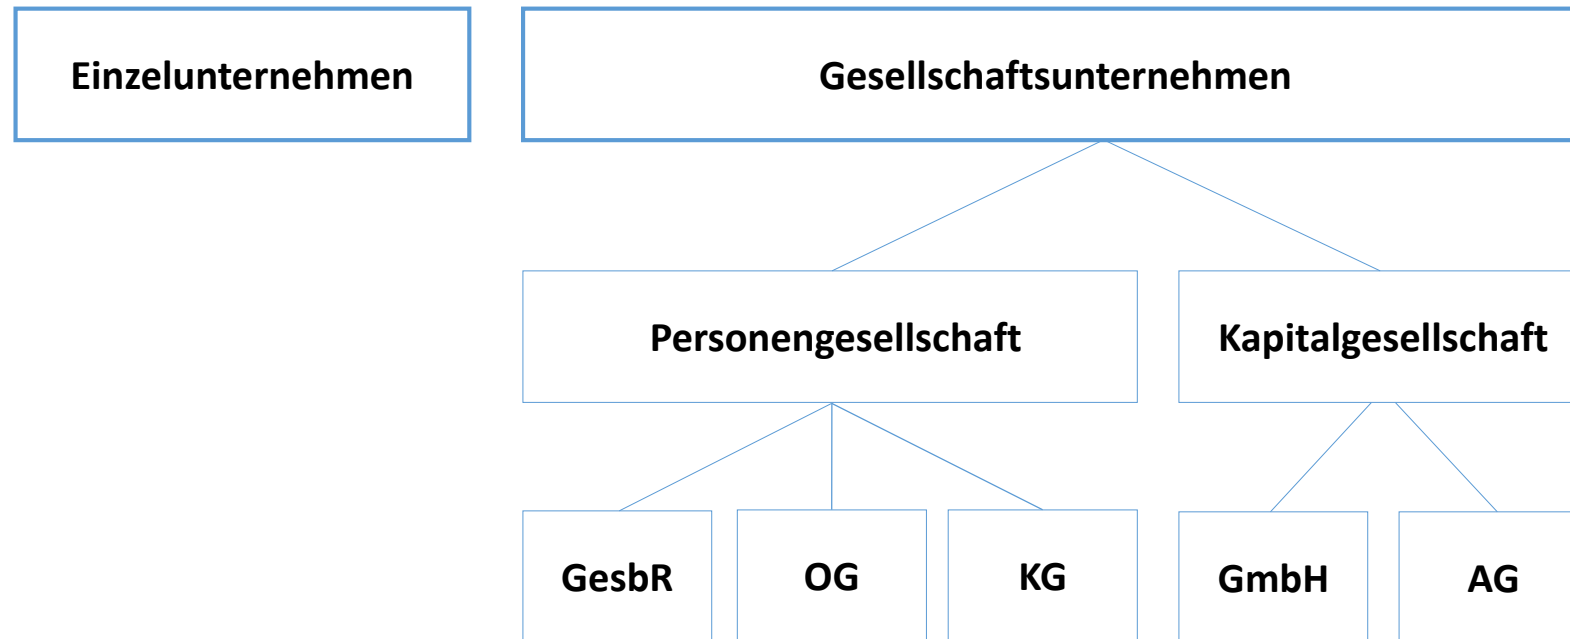 Einzelunternehmen
Gesellschaftsunternehmen
Personengesellschaft
Kapitalgesellschaft
GesbR
OG
KG
GmbH
AG